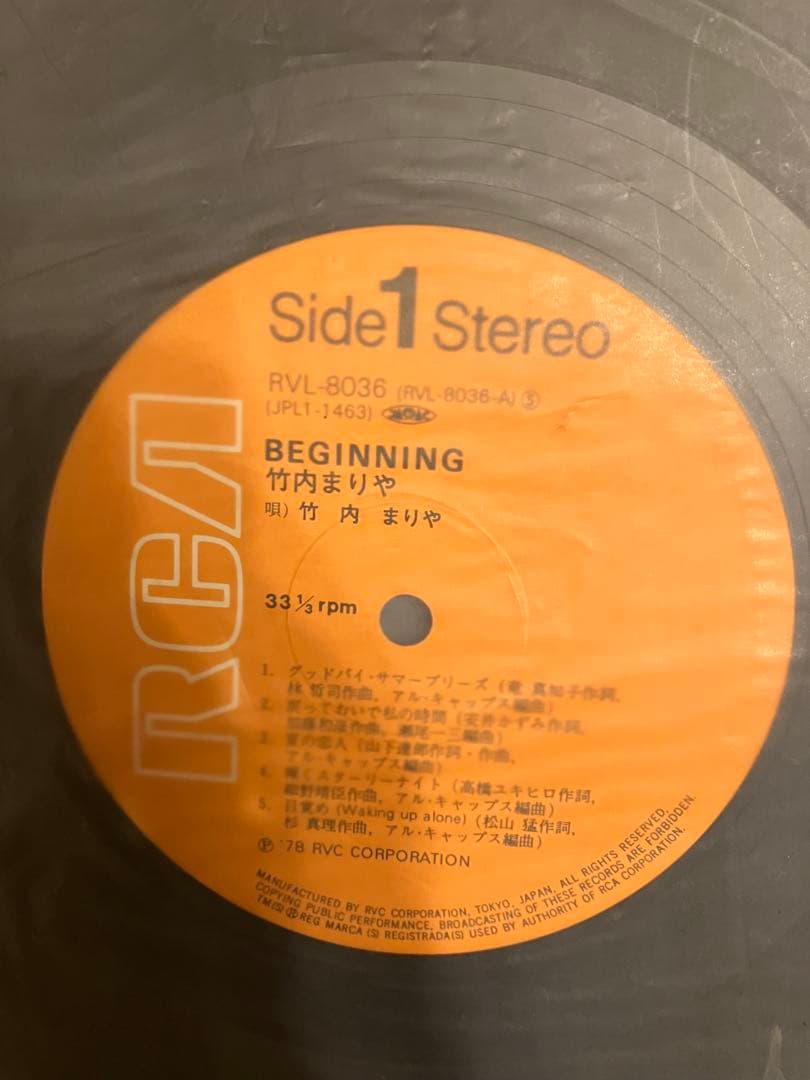 Side 1 Stereo
RVL-8036 (RVL-8036-A) Ⓢ
(JPL1-1463)
BEGINNING
竹内まりや
唄) 竹 内 まりや
33 1/3 rpm
RCA
1. グッドバイ・サマーブリーズ (竜 真知子作詞,
林 哲司作曲, アル・キャップス編曲)
2. 戻っておいで私の時間 (安井かずみ作詞,
加藤和彦作曲, 瀬尾一三編曲)
3. 夏の恋人 (山下達郎作詞・作曲,
アル・キャップス編曲)
4. 輝くスターリーナイト (高橋ユキヒロ作詞,
細野晴臣作曲, アル・キャップス編曲)
5. 目覚め (Waking up alone) (松山 猛作詞,
杉 真理作曲, アル・キャップス編曲)
Ⓟ '78 RVC CORPORATION
MANUFACTURED BY RVC CORPORATION, TOKYO, JAPAN, ALL RIGHTS RESERVED,
COPYING PUBLIC PERFORMANCE, BROADCASTING OF THESE RECORDS ARE FORBIDDEN.
TM(S) Ⓡ REG MARCA (S) REGISTRADA(S) USED BY AUTHORITY OF RCA CORPORATION.